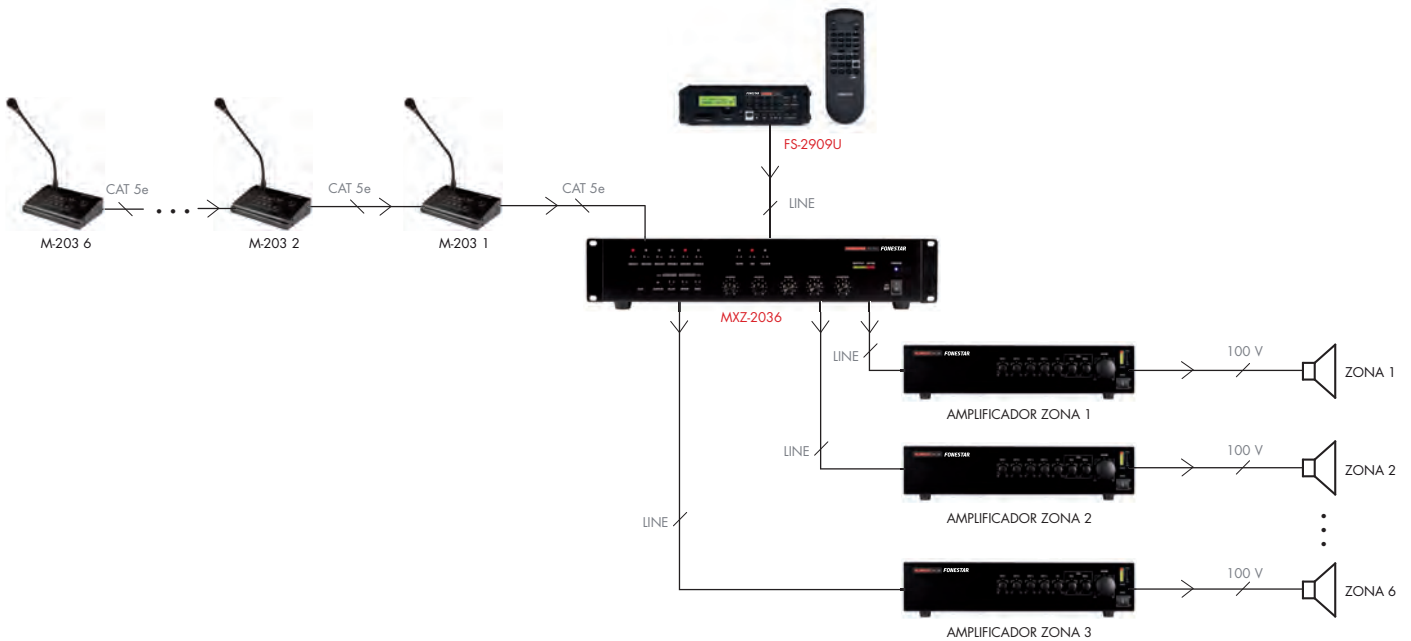 FS-2909U
CAT 5e
CAT 5e
CAT 5e
LINE
M-203 6
M-203 2
M-203 1
FONESTAR
MXZ-2036
LINE
FONESTAR
100 V
ZONA 1
AMPLIFICADOR ZONA 1
LINE
FONESTAR
100 V
ZONA 2
AMPLIFICADOR ZONA 2
LINE
FONESTAR
100 V
ZONA 6
AMPLIFICADOR ZONA 3